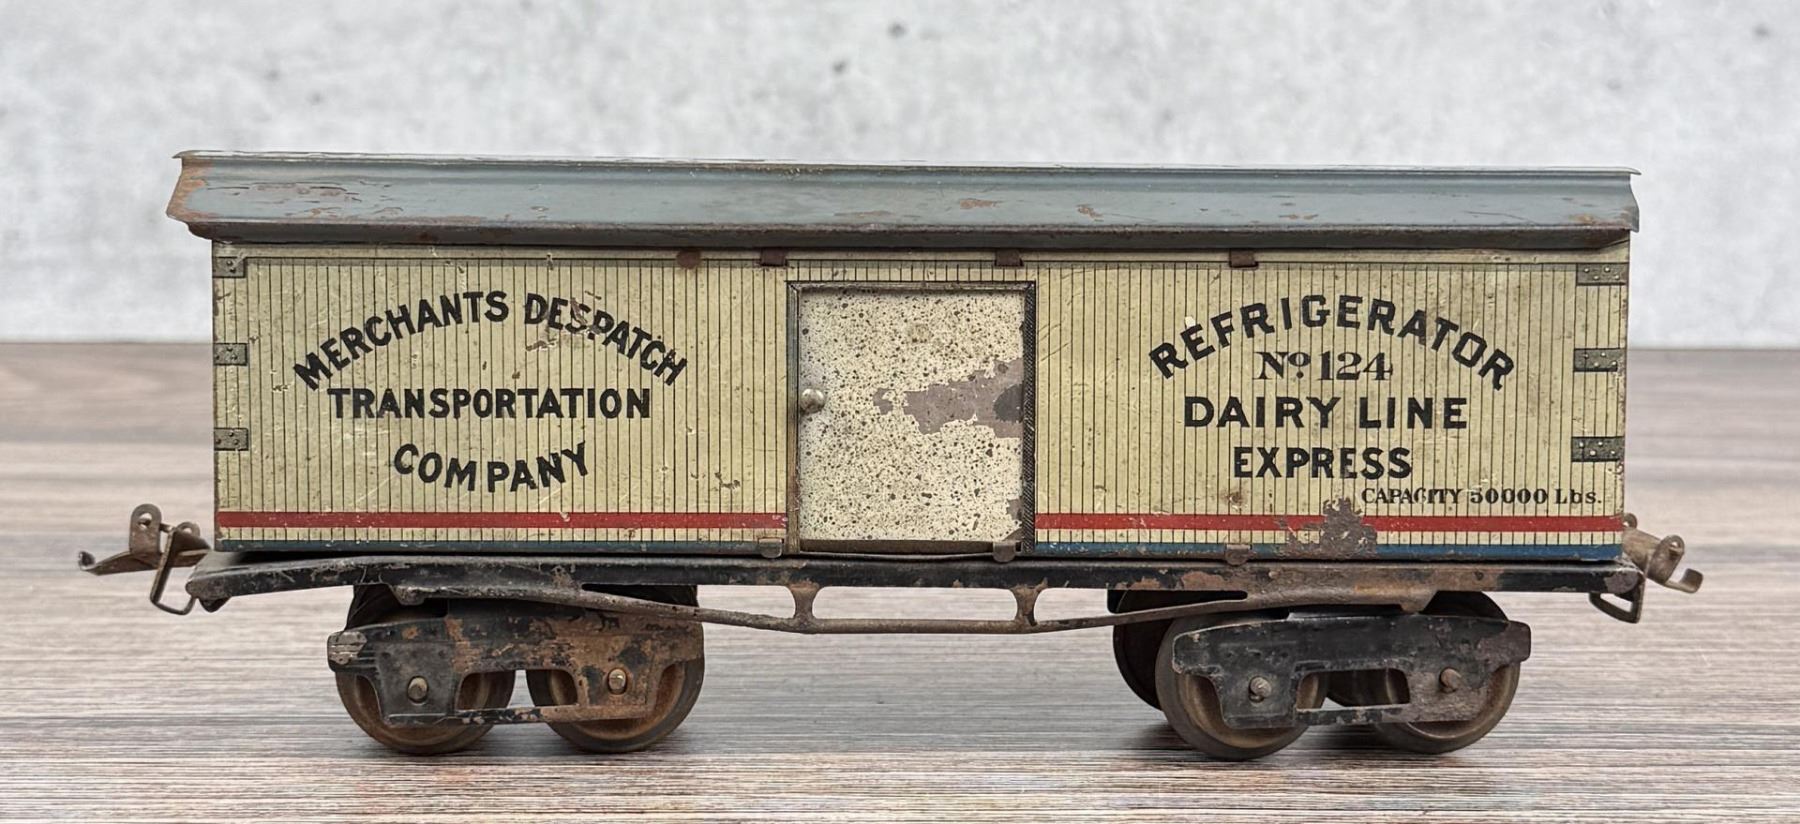 MERCHANTS DESPATCH
TRANSPORTATION
COMPANY
REFRIGERATOR
No. 124
DAIRY LINE
EXPRESS
CAPACITY 50000 Lbs.